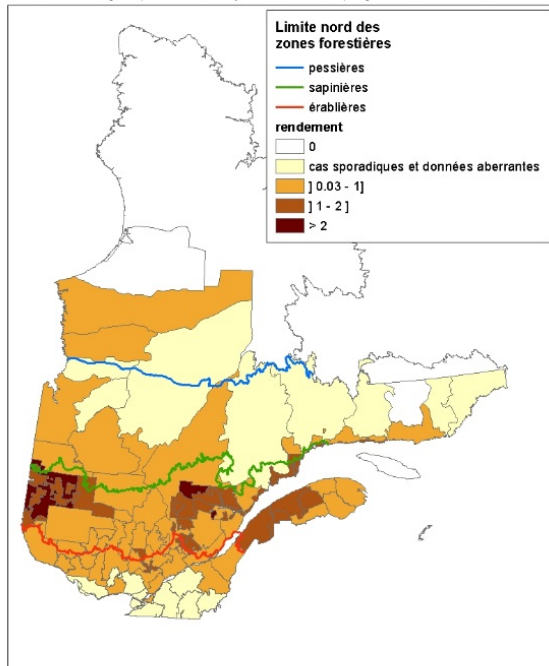 Limite nord des
zones forestières
pessières
sapinières
érablières
rendement
0
cas sporadiques et données aberrantes
] 0.03 - 1]
] 1 - 2 ]
> 2